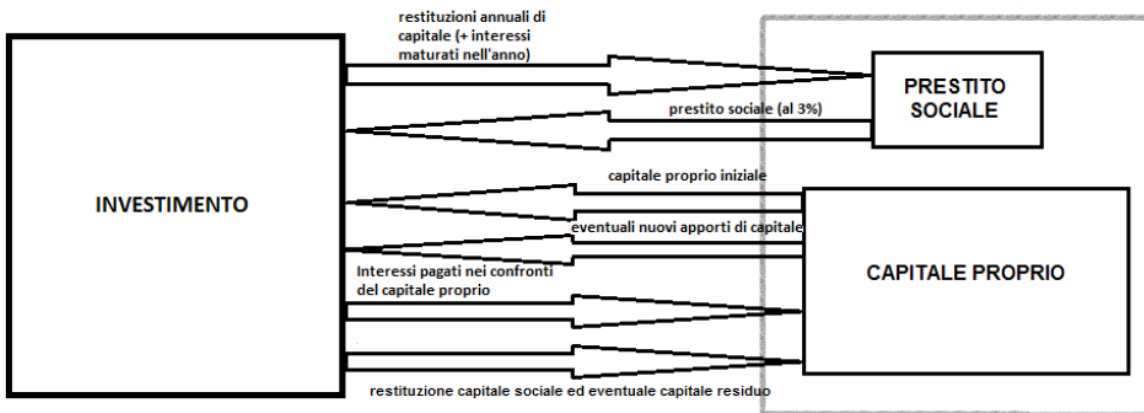 restituzioni annuali di
capitale (+ interessi
maturati nell'anno)
PRESTITO
SOCIALE
prestito sociale (al 3%)
INVESTIMENTO
capitale proprio iniziale
eventuali nuovi apporti di capitale
CAPITALE PROPRIO
Interessi pagati nei confronti
del capitale proprio
restituzione capitale sociale ed eventuale capitale residuo